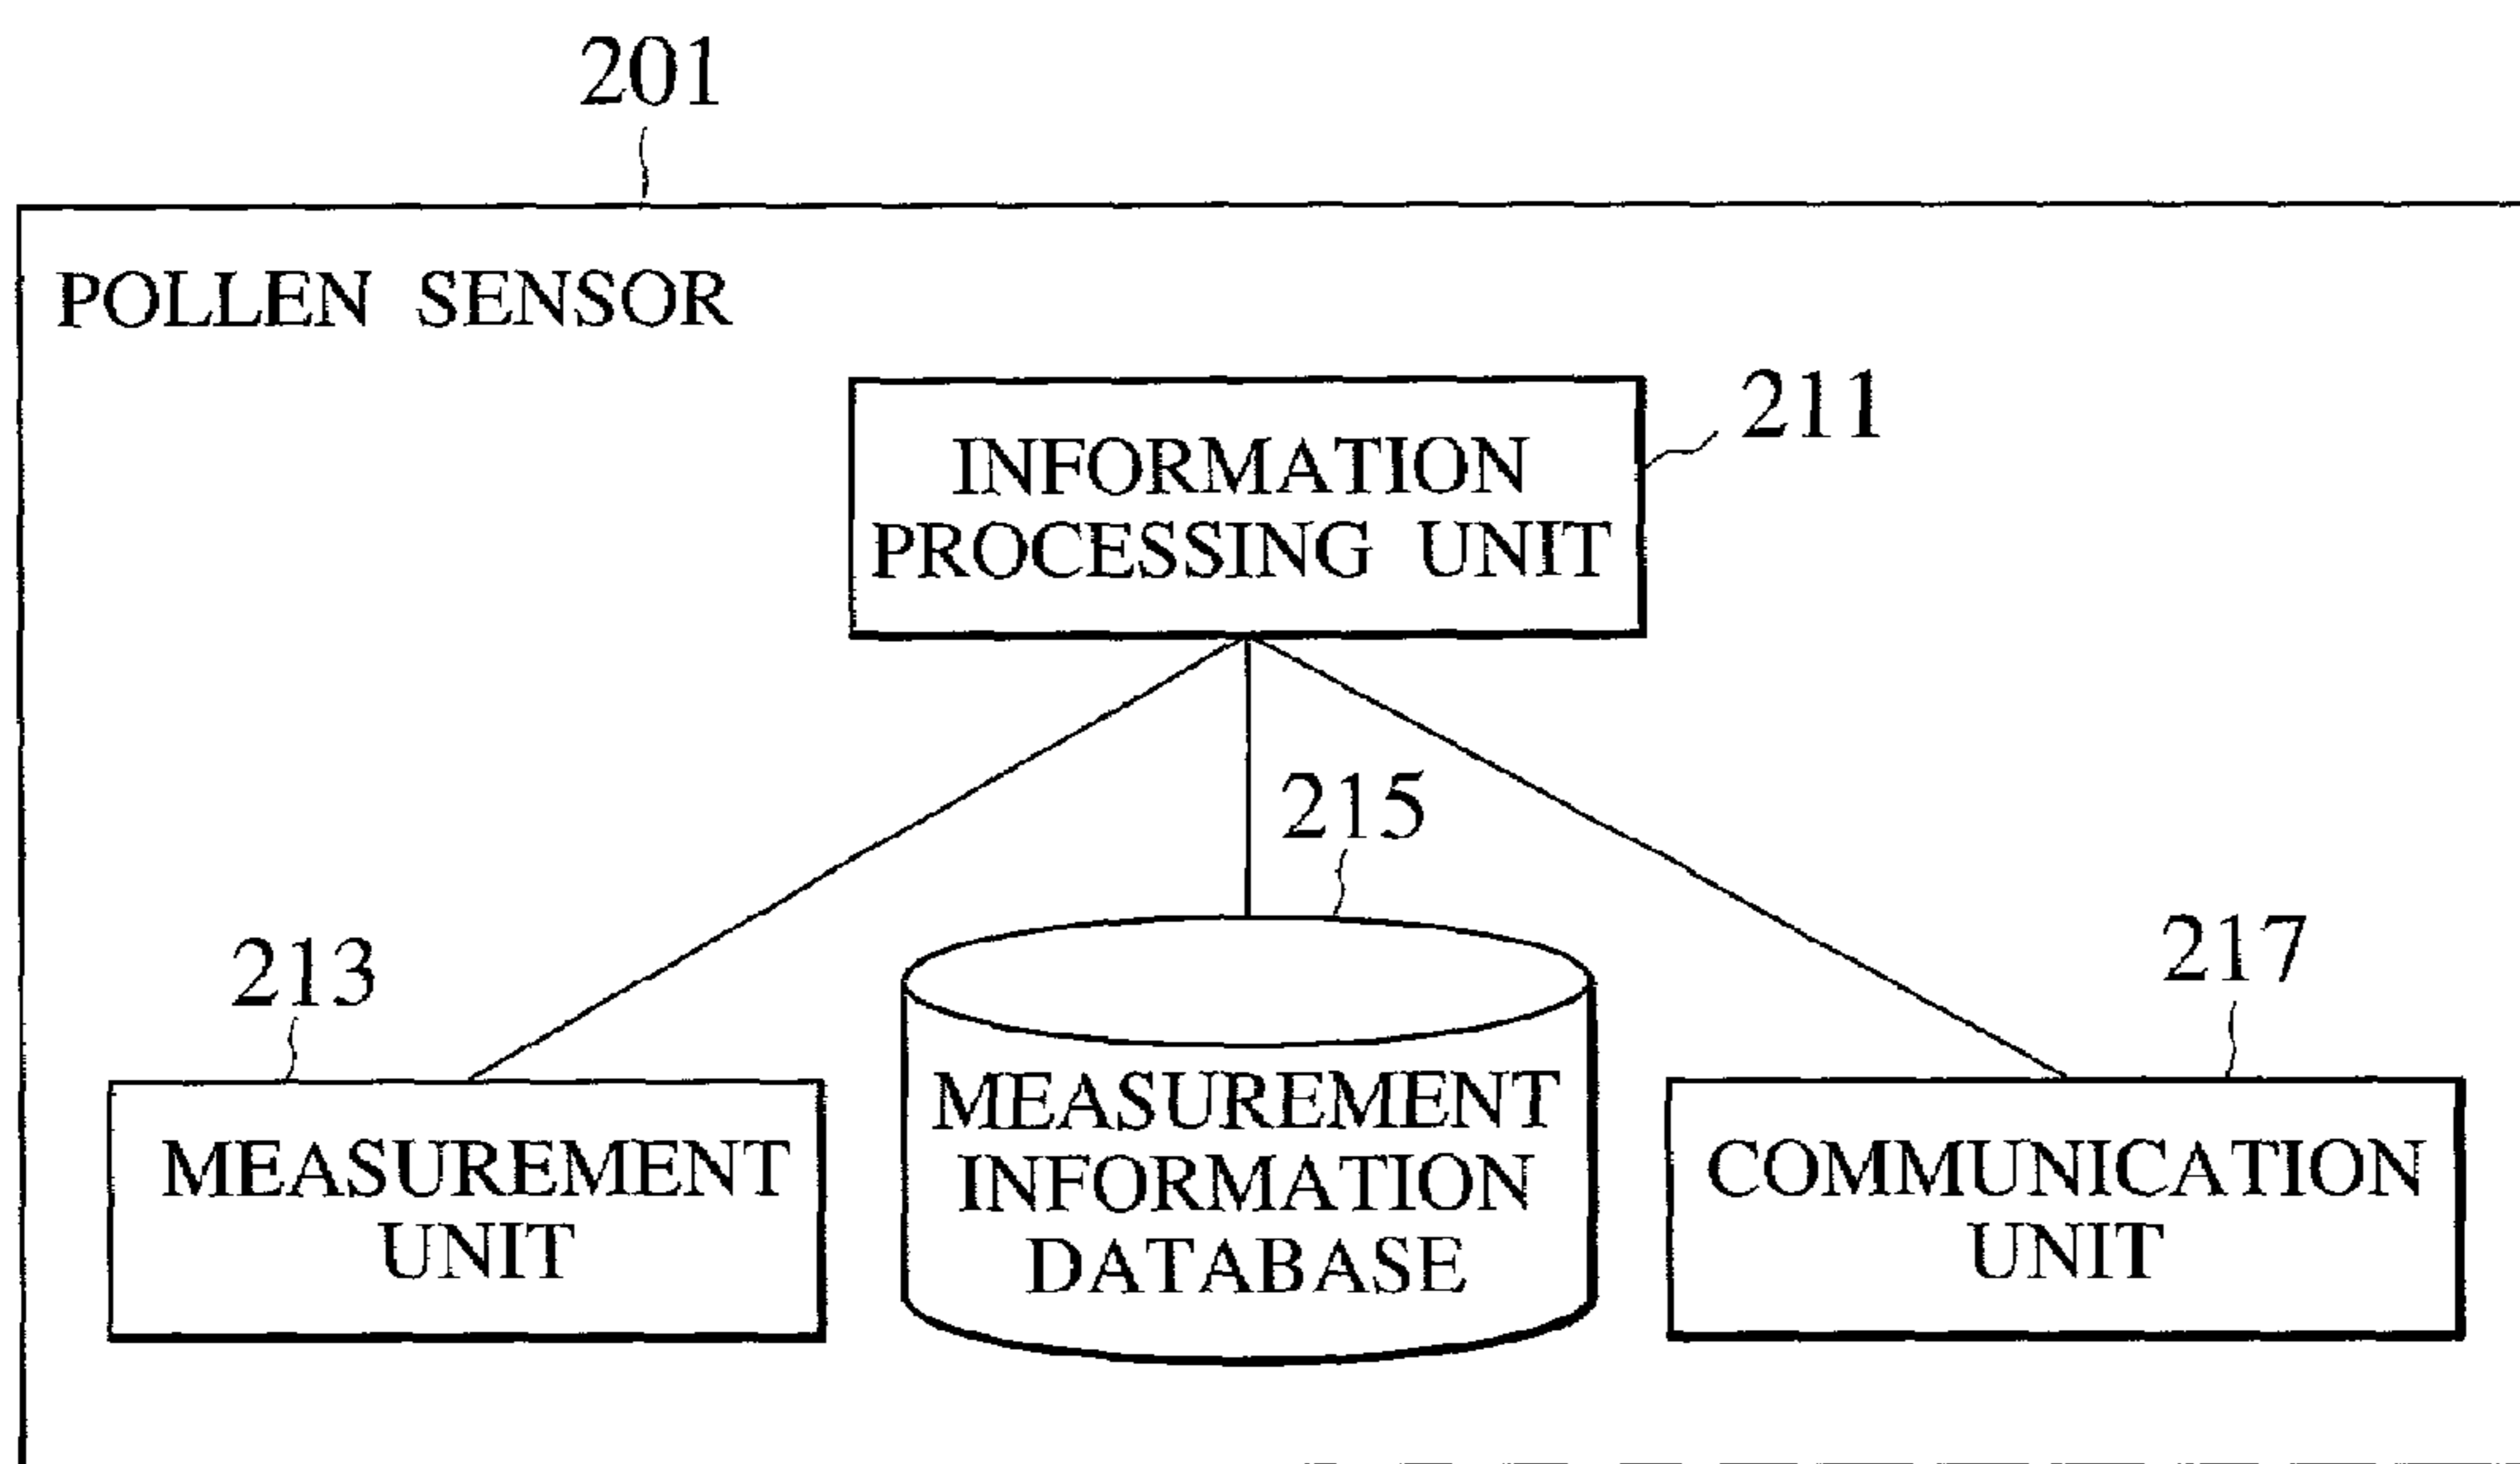 201
POLLEN SENSOR
INFORMATION
PROCESSING UNIT
211
215
213
217
MEASUREMENT
UNIT
MEASUREMENT
INFORMATION
DATABASE
COMMUNICATION
UNIT